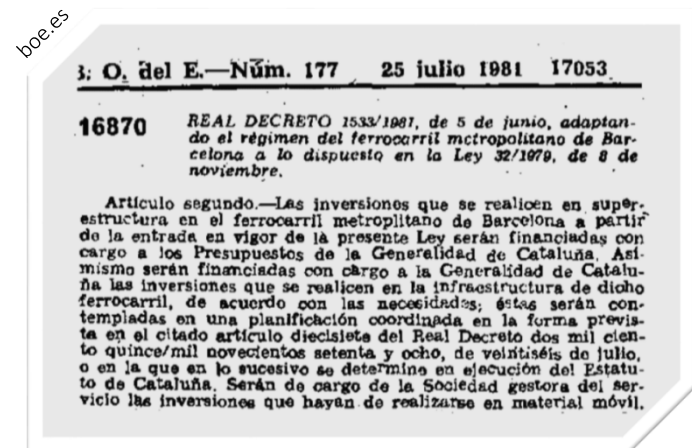 boe.es
B. O. del E.—Núm. 177 25 julio 1981 17053
16870 REAL DECRETO 1533/1981, de 5 de junio, adaptan-
do el régimen del ferrocarril metropolitano de Bar-
celona a lo dispuesto en la Ley 32/1979, de 8 de
noviembre.
Artículo segundo.—Las inversiones que se realicen en super-
estructura en el ferrocarril metroplitano de Barcelona a partir
de la entrada en vigor de la presente Ley serán financiadas con
cargo a los Presupuestos de la Generalidad de Cataluña. Asi-
mismo serán financiadas con cargo a la Generalidad de Catalu-
ña las inversiones que se realicen en la infraestructura de dicho
ferrocarril, de acuerdo con las necesidades; éstas serán con-
templadas en una planificación coordinada en la forma previs-
ta en el citado artículo diecisiete del Real Decreto dos mil cien-
to quince/mil novecientos setenta y ocho, de veintiséis de julio,
o en la que en lo sucesivo se determine en ejecución del Estatu-
to de Cataluña. Serán de cargo de la Sociedad gestora del ser-
vicio las inversiones que hayan de realizarse en material móvil.